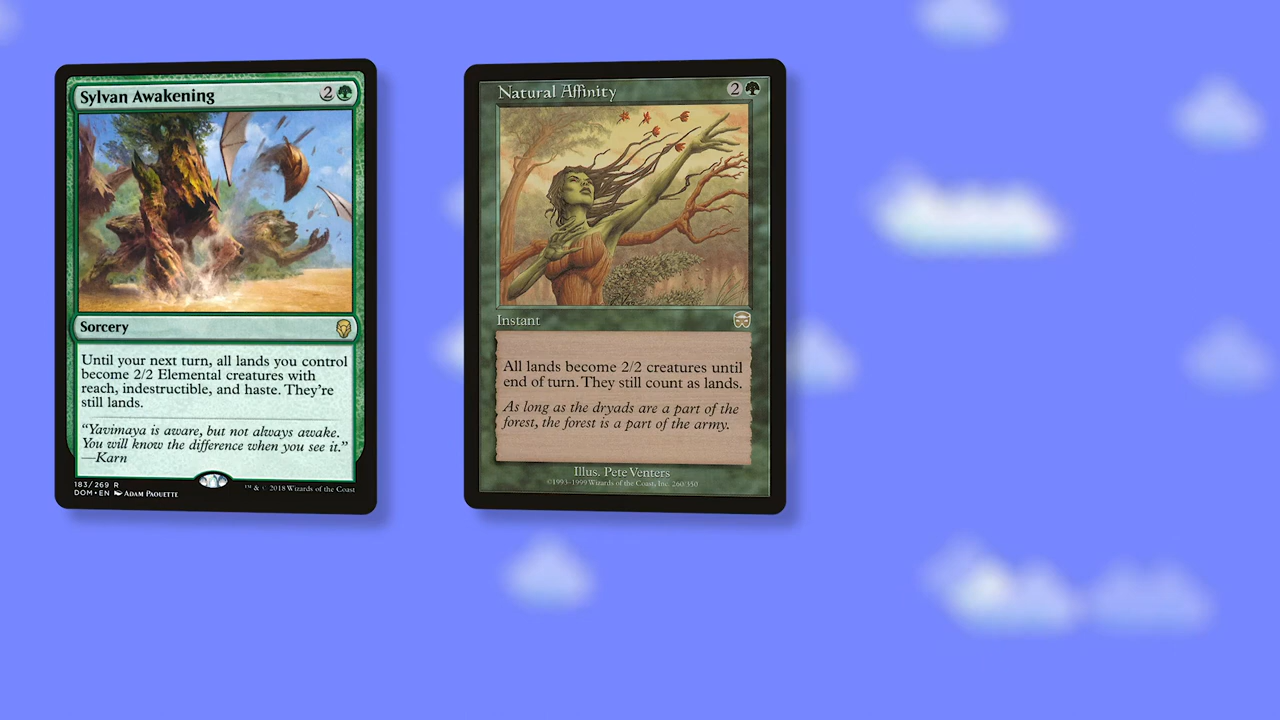 Sylvan Awakening
2
Sorcery
Until your next turn, all lands you control
become 2/2 Elemental creatures with
reach, indestructible, and haste. They're
still lands.
"Yavimaya is aware, but not always awake.
You will know the difference when you see it."
—Karn
183/269 R
DOM • EN Adam Paquette
™ & © 2018 Wizards of the Coast
Natural Affinity
2
Instant
All lands become 2/2 creatures until
end of turn. They still count as lands.
As long as the dryads are a part of the
forest, the forest is a part of the army.
Illus. Pete Venters
©1993-1999 Wizards of the Coast, Inc. 260/350